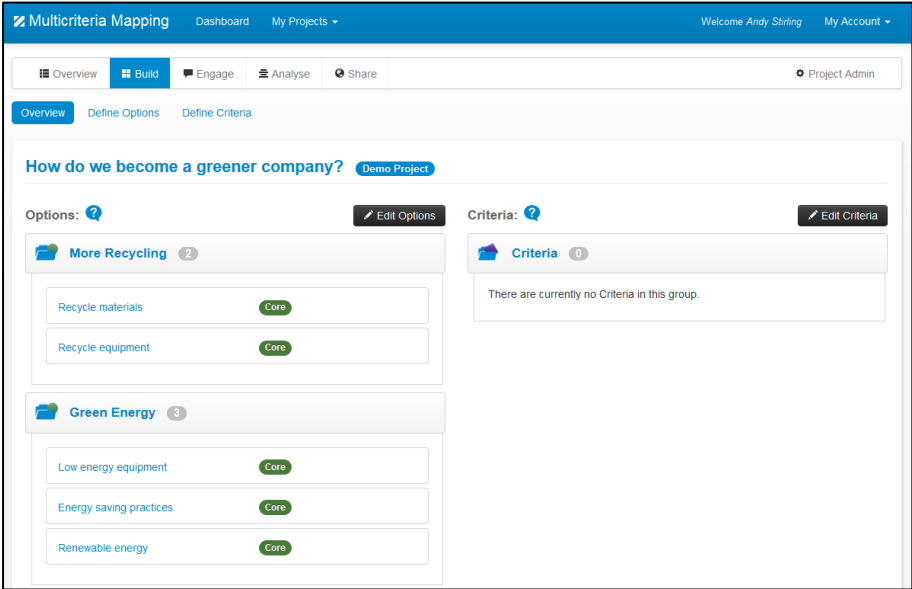 Multicriteria Mapping Dashboard My Projects Welcome Andy Stirling My Account
Overview Build Engage Analyse Share Project Admin
Overview Define Options Define Criteria
How do we become a greener company? Demo Project
Options: ? Edit Options
More Recycling 2
Recycle materials Core
Recycle equipment Core
Green Energy 3
Low energy equipment Core
Energy saving practices Core
Renewable energy Core
Criteria: ? Edit Criteria
Criteria 0
There are currently no Criteria in this group.